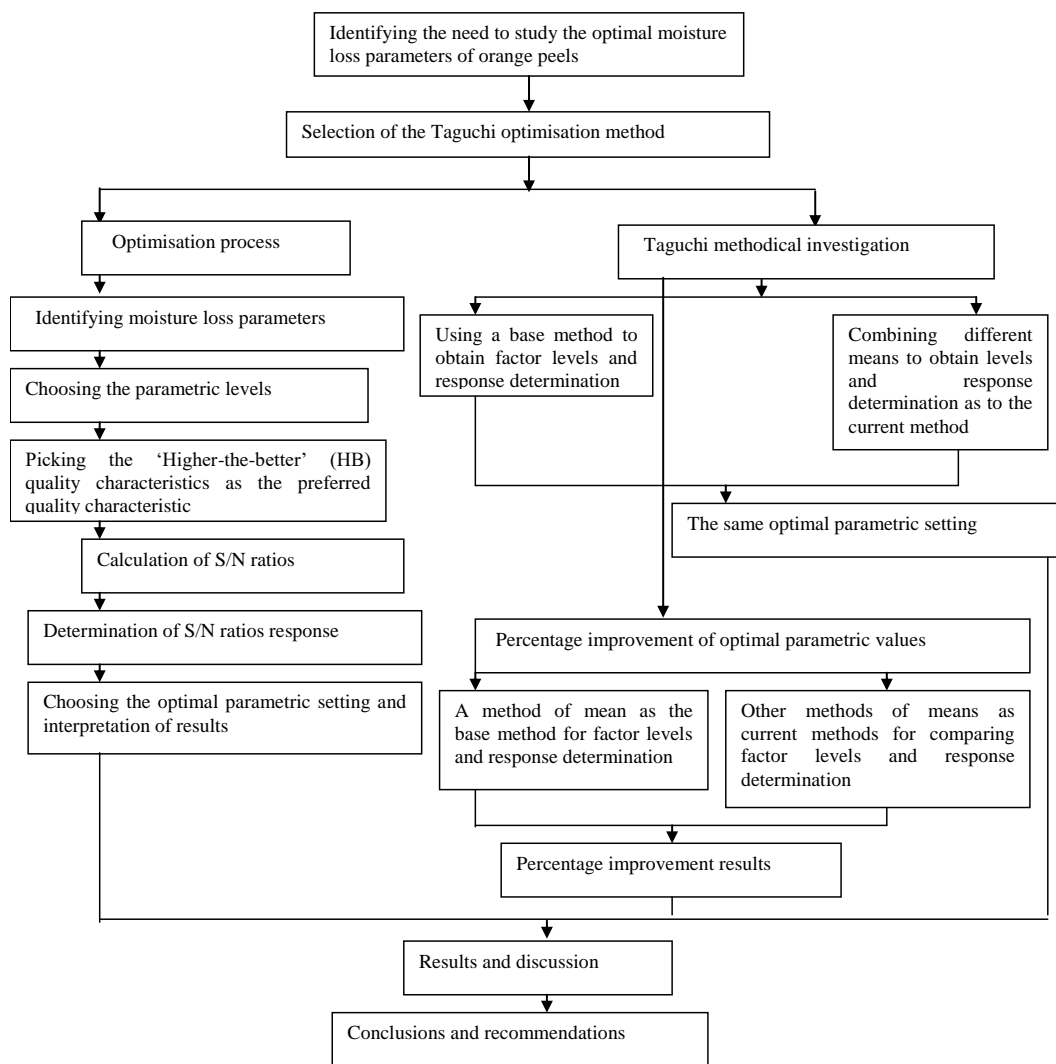 Identifying the need to study the optimal moisture
loss parameters of orange peels
Selection of the Taguchi optimisation method
Optimisation process
Taguchi methodical investigation
Identifying moisture loss parameters
Using a base method to
obtain factor levels and
response determination
Combining different
means to obtain levels
and response
determination as to the
current method
Choosing the parametric levels
Picking the ‘Higher-the-better’ (HB)
quality characteristics as the preferred
quality characteristic
The same optimal parametric setting
Calculation of S/N ratios
Determination of S/N ratios response
Percentage improvement of optimal parametric values
Choosing the optimal parametric setting and
interpretation of results
A method of mean as the
base method for factor levels
and response determination
Other methods of means as
current methods for comparing
factor levels and response
determination
Percentage improvement results
Results and discussion
Conclusions and recommendations